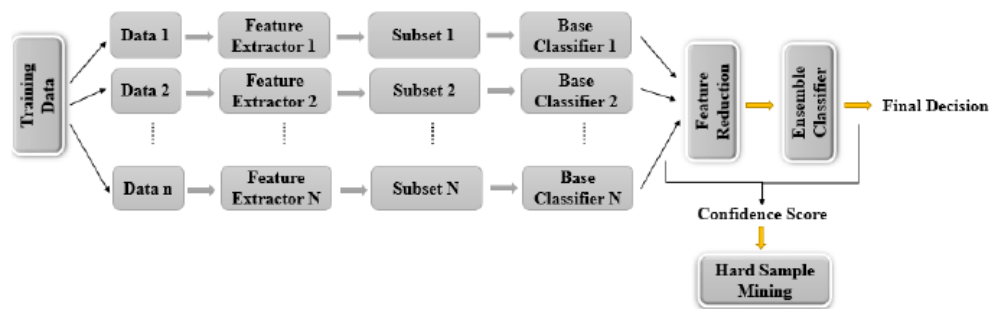 Training
Data
Data 1
Feature
Extractor 1
Subset 1
Base
Classifier 1
Data 2
Feature
Extractor 2
Subset 2
Base
Classifier 2
Data n
Feature
Extractor N
Subset N
Base
Classifier N
Feature
Reduction
Ensemble
Classifier
Final Decision
Confidence Score
Hard Sample
Mining